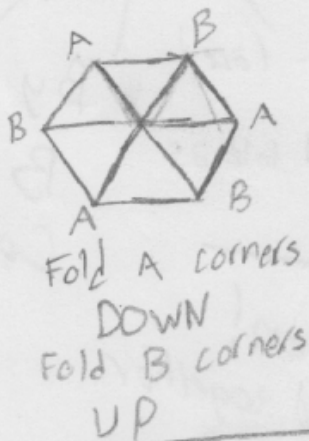 A B
B A
A B
Fold A corners
DOWN
Fold B corners
UP